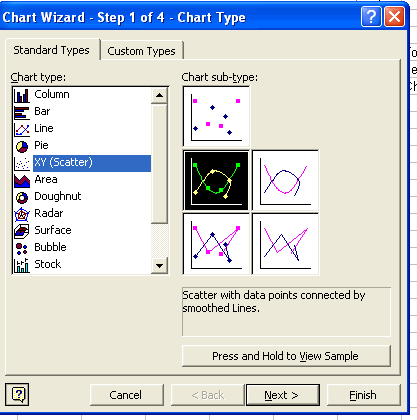 Chart Wizard - Step 1 of 4 - Chart Type
Standard Types
Custom Types
Chart type:
Column
Bar
Line
Pie
XY (Scatter)
Area
Doughnut
Radar
Surface
Bubble
Stock
Chart sub-type:
Scatter with data points connected by
smoothed Lines.
Press and Hold to View Sample
Cancel
< Back
Next >
Finish